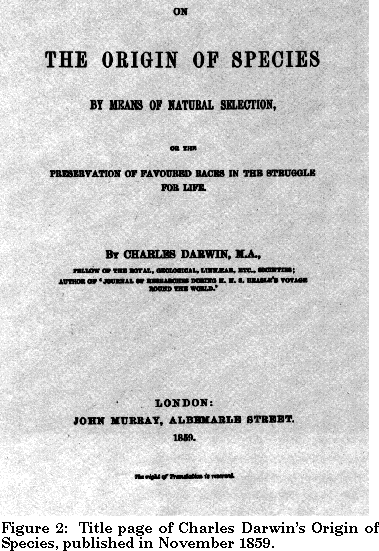 ON
THE ORIGIN OF SPECIES
BY MEANS OF NATURAL SELECTION,
OR THE
PRESERVATION OF FAVOURED RACES IN THE STRUGGLE
FOR LIFE.
BY CHARLES DARWIN, M.A.,
FELLOW OF THE ROYAL, GEOLOGICAL, LINNÆAN, ETC., SOCIETIES;
AUTHOR OF 'JOURNAL OF RESEARCHES DURING H. M. S. BEAGLE'S VOYAGE
ROUND THE WORLD.'
LONDON:
JOHN MURRAY, ALBEMARLE STREET.
1859.
The right of Translation is reserved.
Figure 2: Title page of Charles Darwin's Origin of
Species, published in November 1859.